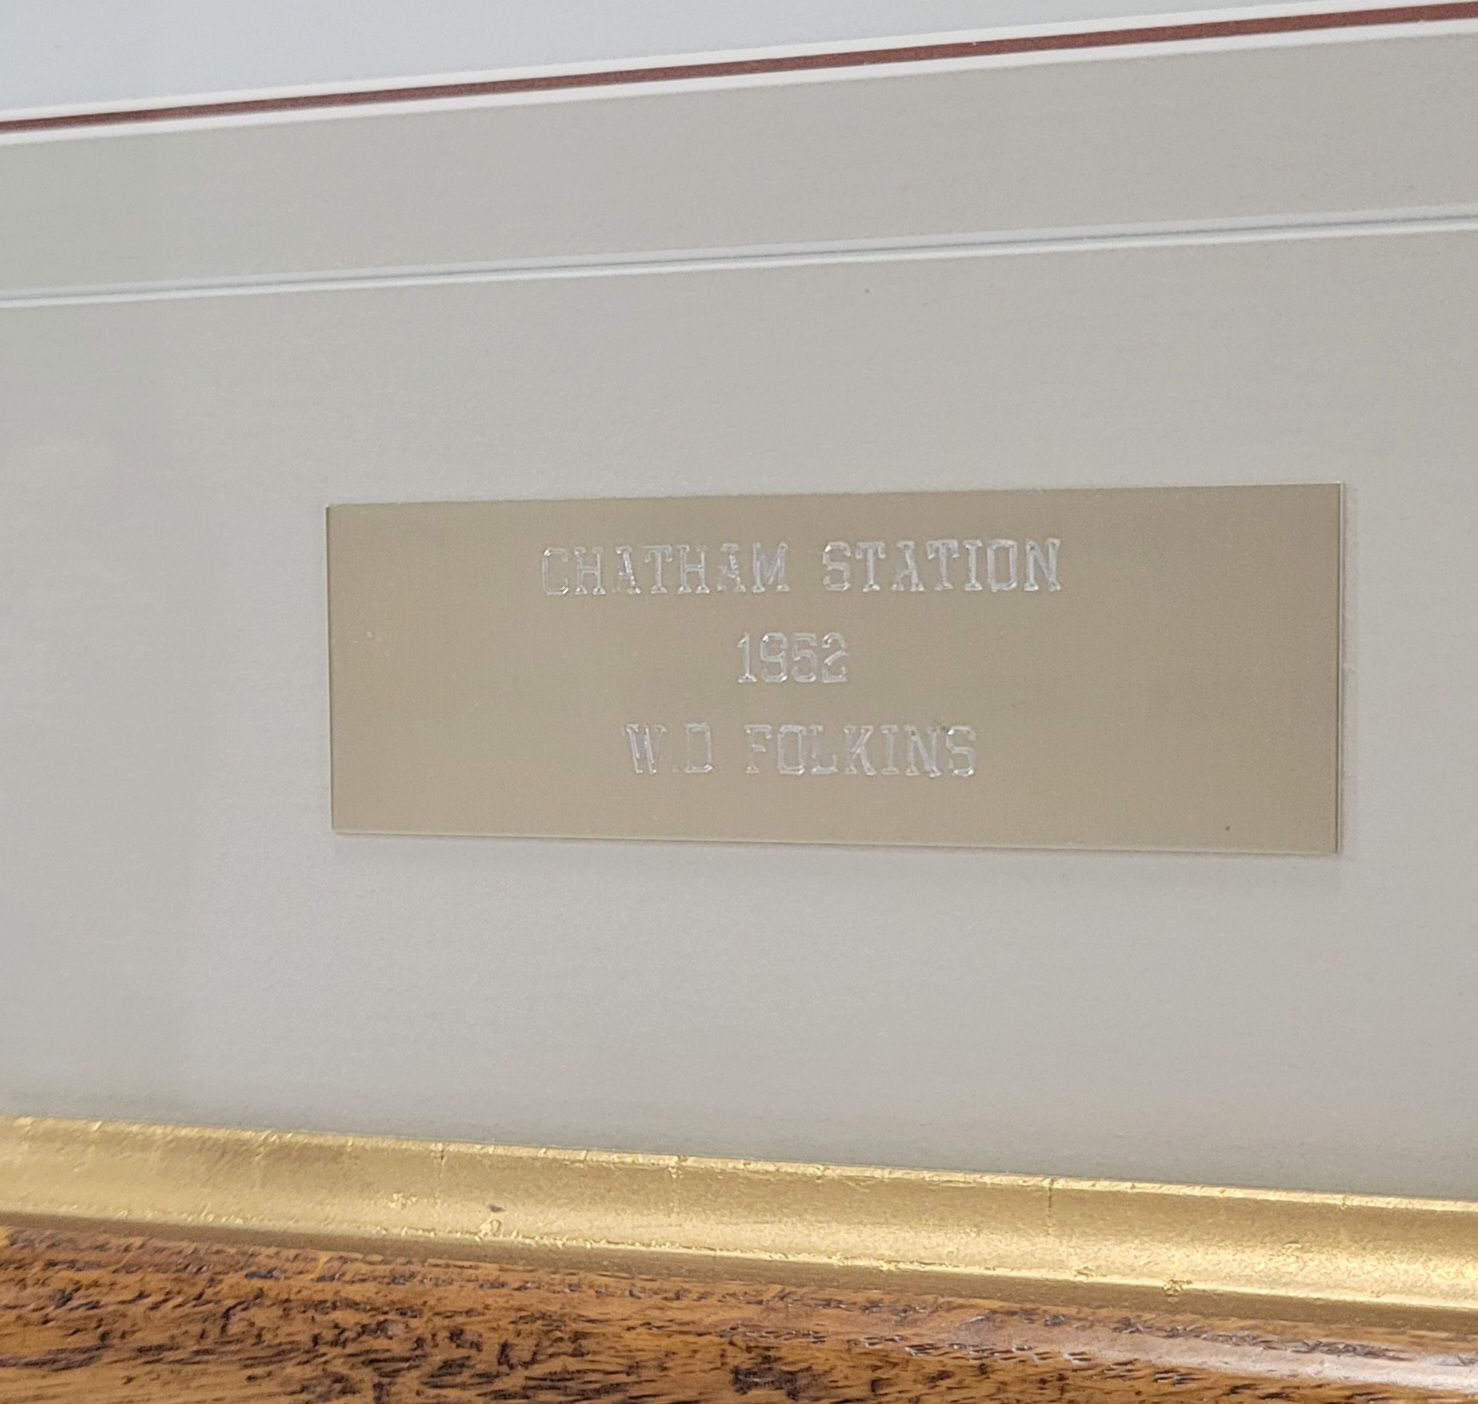 CHATHAM STATION
1952
W.D FOLKINS